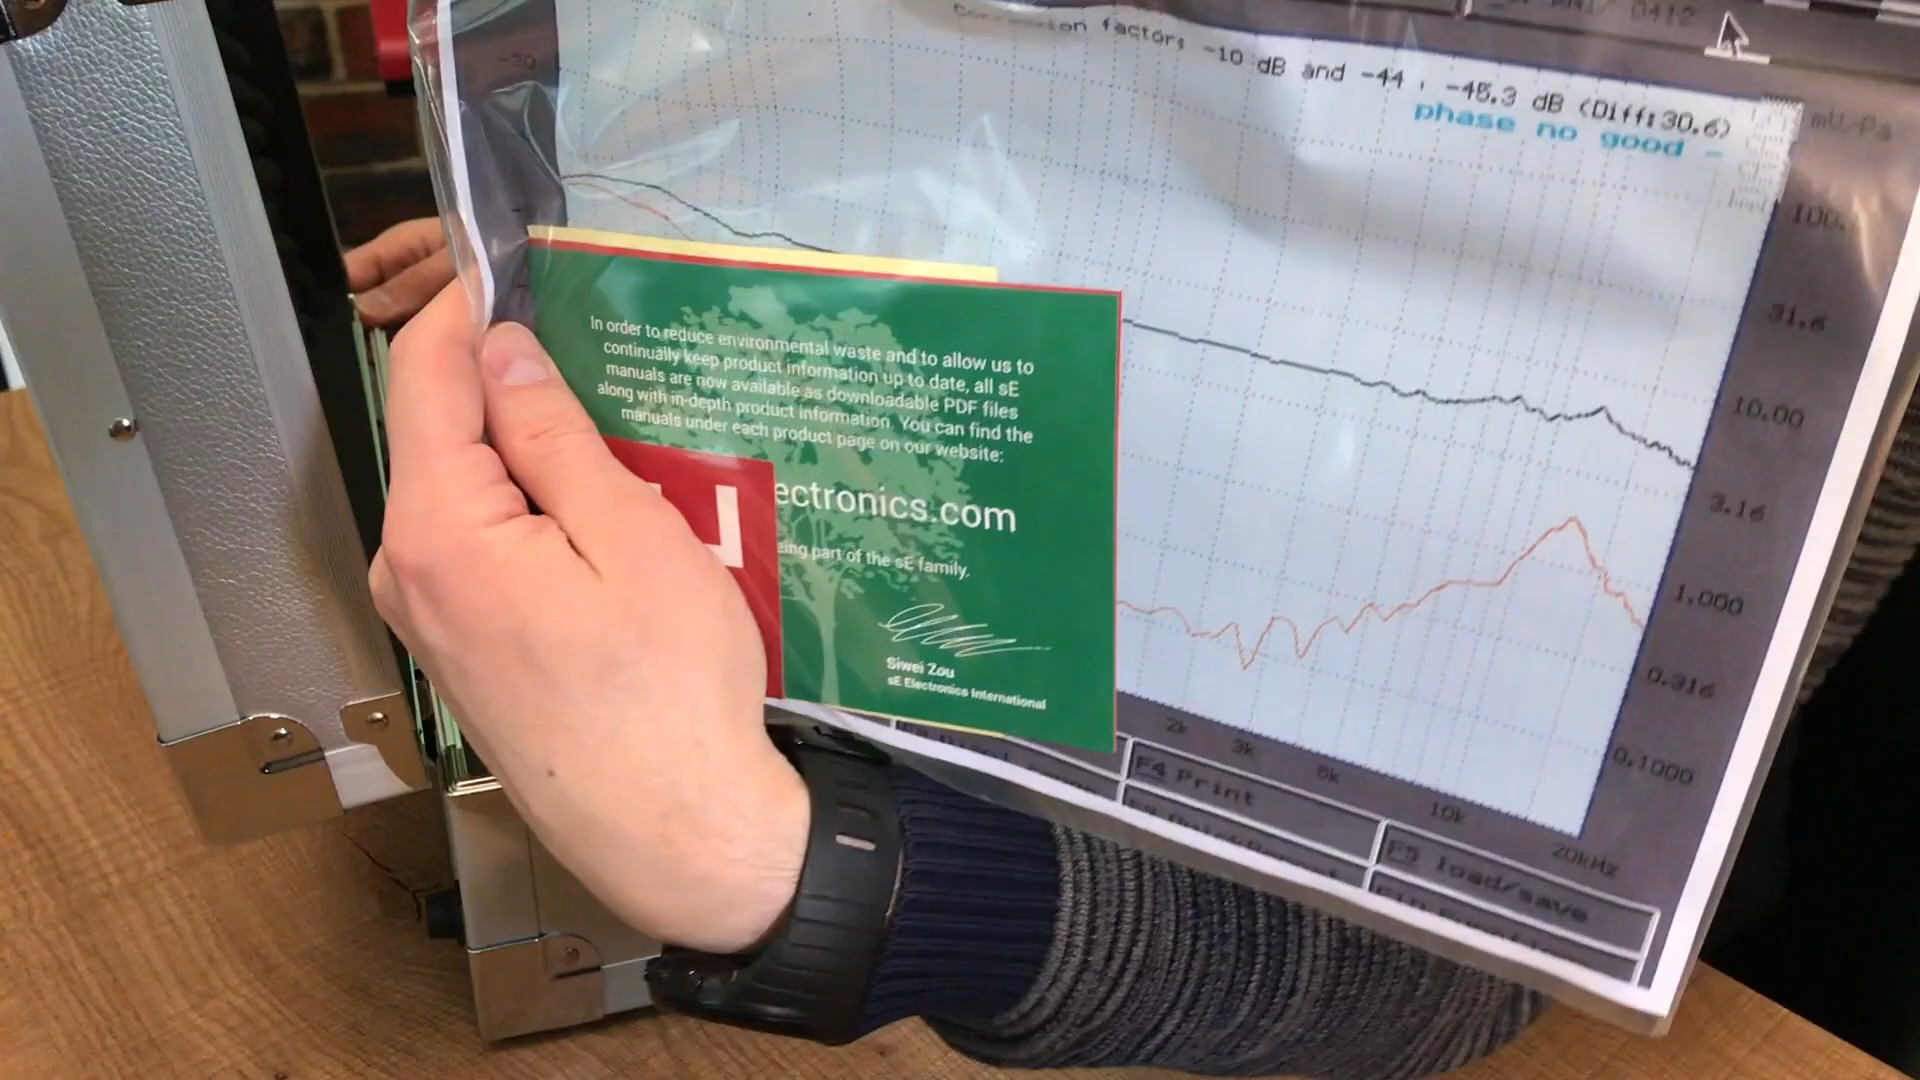 0412
factor: -10 dB and -44 , -45.3 dB (Diff:30.6)
phase no good -
mV/Pa
-30
100.
31.6
10.00
3.16
1.000
0.316
0.1000
2k
3k
5k
10k
20kHz
F4 Print
F5 load/save
In order to reduce environmental waste and to allow us to
continually keep product information up to date, all sE
manuals are now available as downloadable PDF files
along with in-depth product information. You can find the
manuals under each product page on our website:
ectronics.com
eing part of the sE family.
Siwei Zou
sE Electronics International